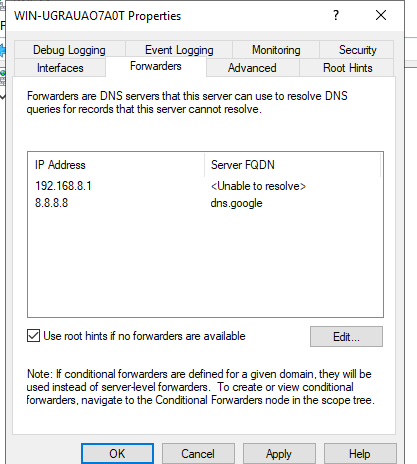 WIN-UGRAUAO7A0T Properties
? ×
Debug Logging Event Logging Monitoring Security
Interfaces Forwarders Advanced Root Hints
Forwarders are DNS servers that this server can use to resolve DNS
queries for records that this server cannot resolve.
IP Address Server FQDN
192.168.8.1 <Unable to resolve>
8.8.8.8 dns.google
Use root hints if no forwarders are available Edit...
Note: If conditional forwarders are defined for a given domain, they will
be used instead of server-level forwarders. To create or view conditional
forwarders, navigate to the Conditional Forwarders node in the scope tree.
OK Cancel Apply Help